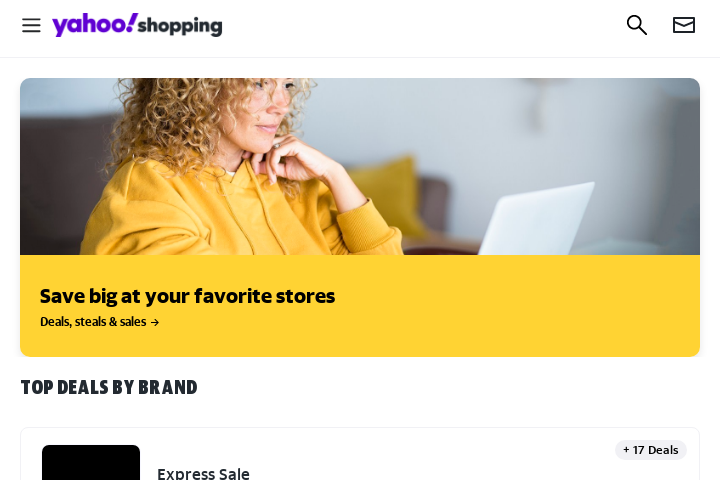 yahoo!shopping
Save big at your favorite stores
Deals, steals & sales →
TOP DEALS BY BRAND
+ 17 Deals
Express Sale